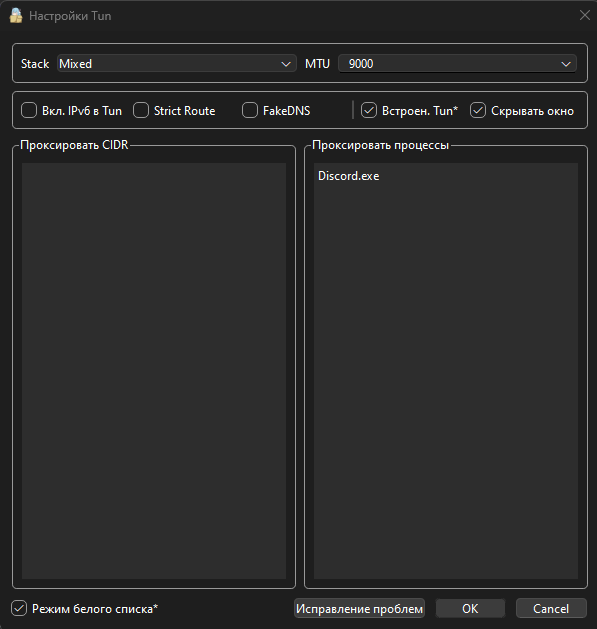 Настройки Tun
Stack Mixed MTU 9000
Вкл. IPv6 в Tun Strict Route FakeDNS Встроен. Tun* Скрывать окно
Проксировать CIDR Проксировать процессы
Discord.exe
Режим белого списка* Исправление проблем OK Cancel